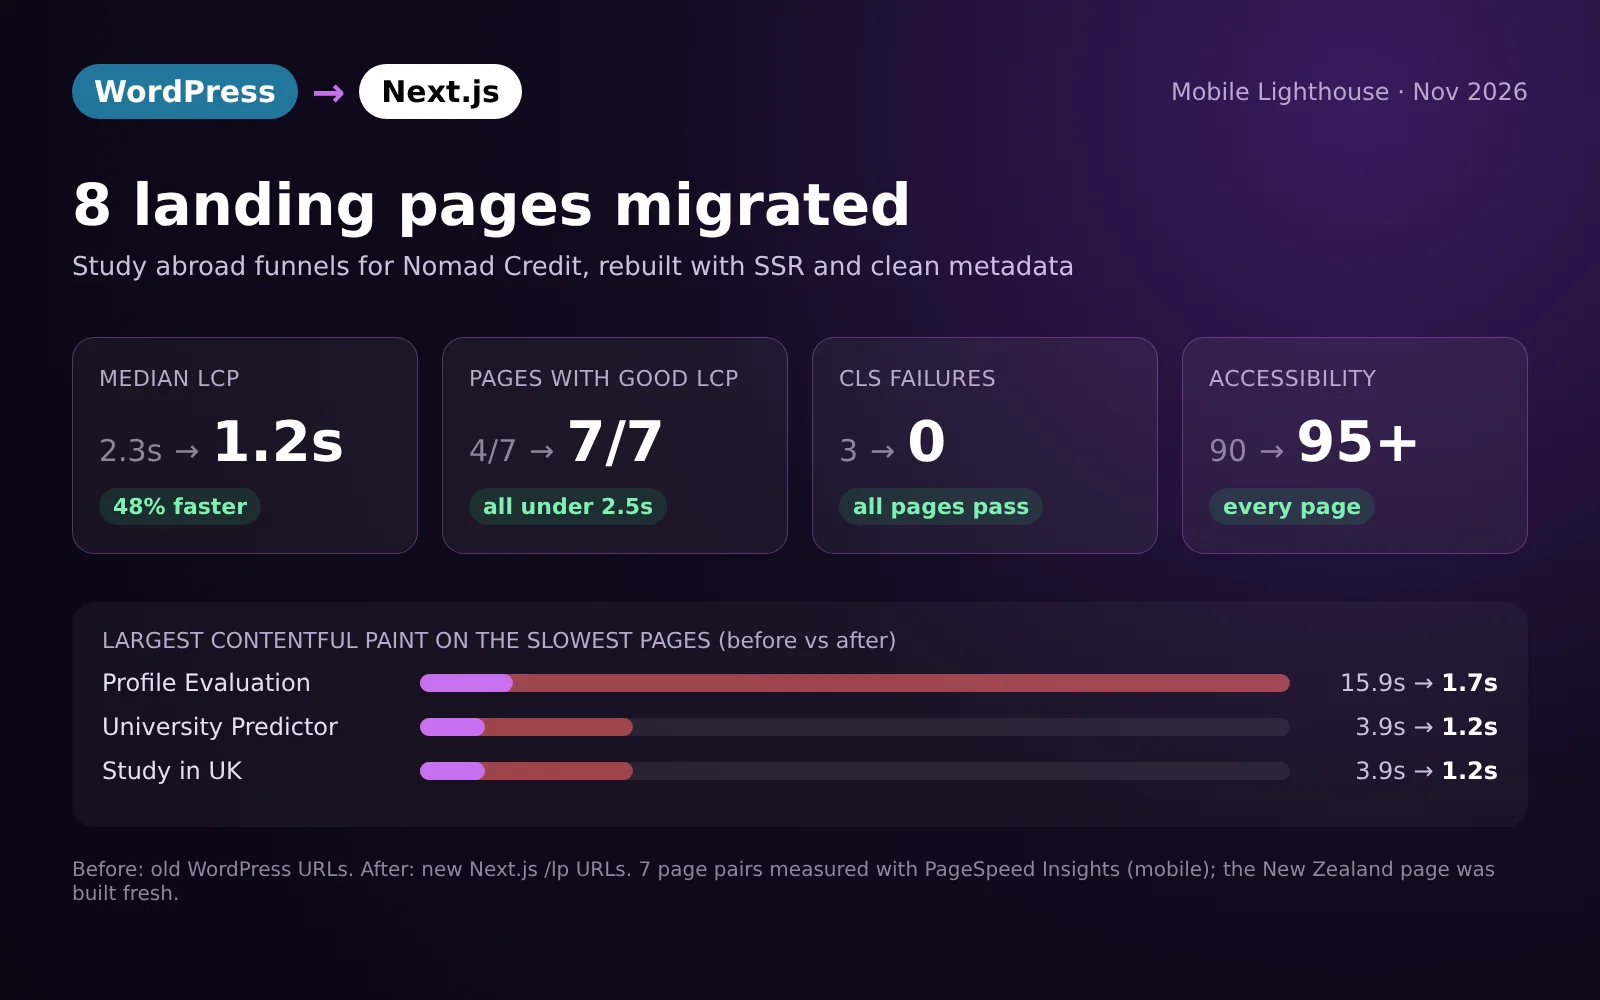 WordPress → Next.js
Mobile Lighthouse · Nov 2026
8 landing pages migrated
Study abroad funnels for Nomad Credit, rebuilt with SSR and clean metadata
MEDIAN LCP
2.3s → 1.2s
48% faster
PAGES WITH GOOD LCP
4/7 → 7/7
all under 2.5s
CLS FAILURES
3 → 0
all pages pass
ACCESSIBILITY
90 → 95+
every page
LARGEST CONTENTFUL PAINT ON THE SLOWEST PAGES (before vs after)
Profile Evaluation 15.9s → 1.7s
University Predictor 3.9s → 1.2s
Study in UK 3.9s → 1.2s
Before: old WordPress URLs. After: new Next.js /lp URLs. 7 page pairs measured with PageSpeed Insights (mobile); the New Zealand page was
built fresh.